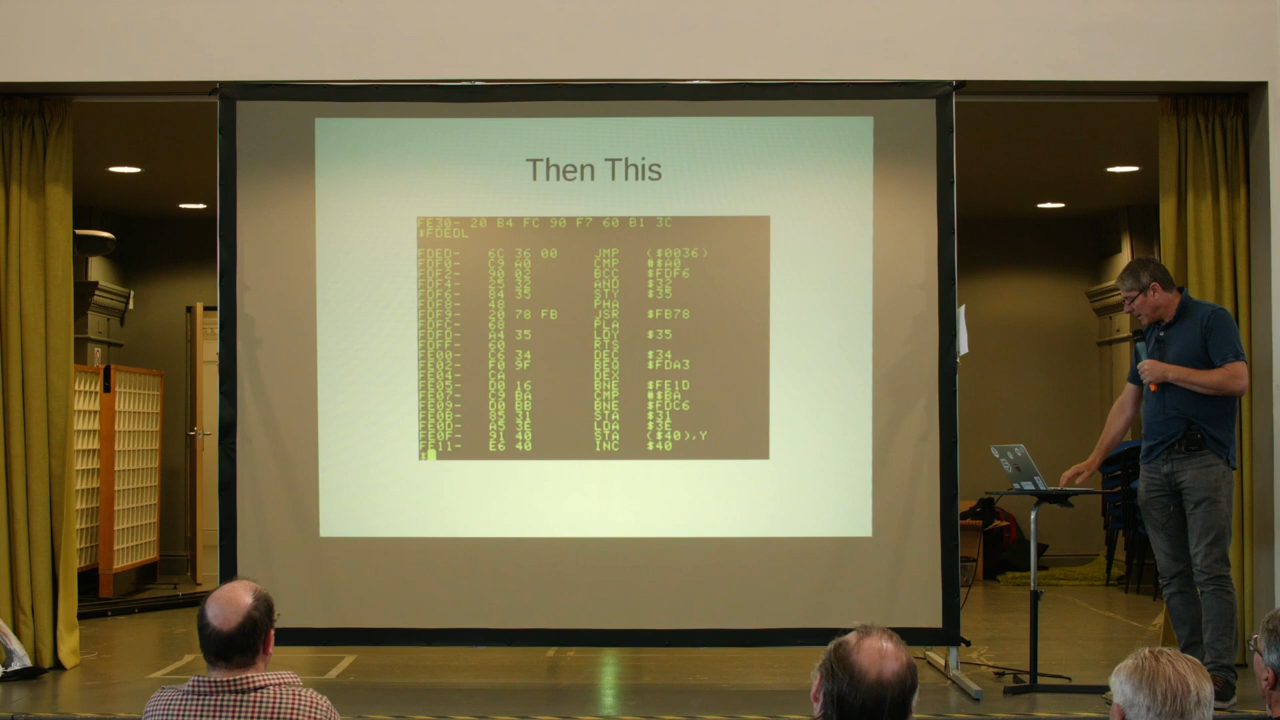 Then This
FE30- 20 B4 FC 90 F7 60 B1 3C
*FDEDL
FDED- 6C 36 00 JMP ($0036)
FDF0- C9 A0 CMP #$A0
FDF2- 90 02 BCC $FDF6
FDF4- 25 32 AND $32
FDF6- 84 35 STY $35
FDF8- 48 PHA
FDF9- 20 78 FB JSR $FB78
FDFC- 68 PLA
FDFD- A4 35 LDY $35
FDFF- 60 RTS
FE00- C6 34 DEC $34
FE02- F0 9F BEQ $FDA3
FE04- CA DEX
FE05- D0 16 BNE $FE1D
FE07- C9 BA CMP #$BA
FE09- D0 BB BNE $FDC6
FE0B- 85 31 STA $31
FE0D- A5 3E LDA $3E
FE0F- 91 40 STA ($40),Y
FE11- E6 40 INC $40
*